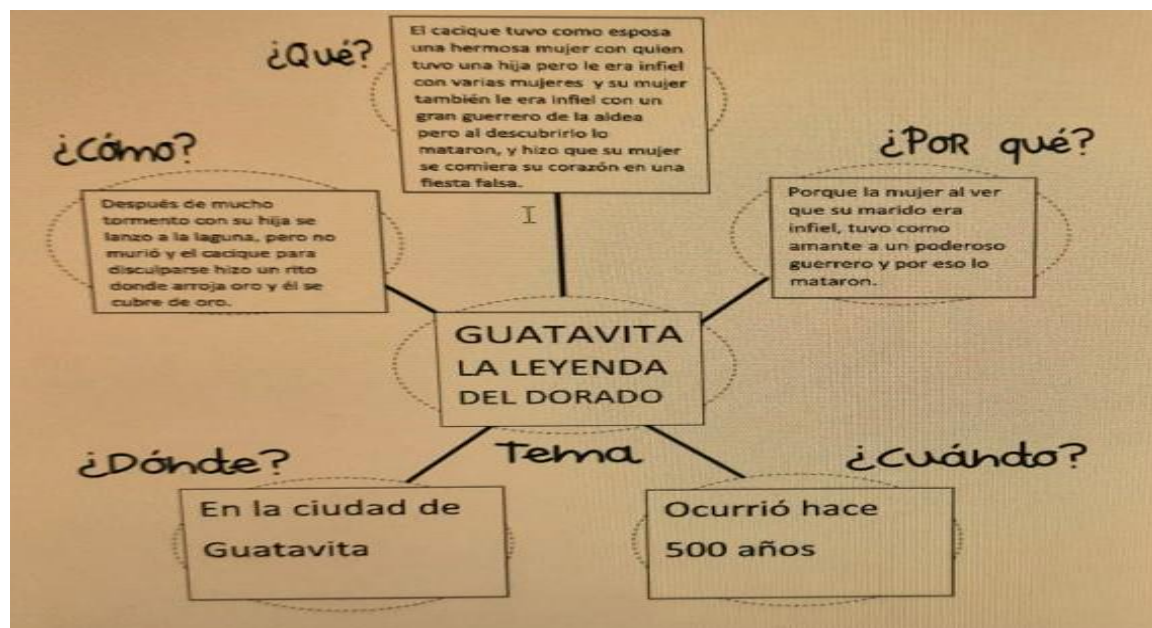 ¿Qué?
El cacique tuvo como esposa
una hermosa mujer con quien
tuvo una hija pero le era infiel
con varias mujeres y su mujer
también le era infiel con un
gran guerrero de la aldea
pero al descubrirlo lo
mataron, y hizo que su mujer
se comiera su corazón en una
fiesta falsa.
¿Cómo?
Después de mucho
tormento con su hija se
lanzo a la laguna, pero no
murió y el cacique para
disculparse hizo un rito
donde arroja oro y él se
cubre de oro.
¿POR qué?
Porque la mujer al ver
que su marido era
infiel, tuvo como
amante a un poderoso
guerrero y por eso lo
mataron.
GUATAVITA
LA LEYENDA
DEL DORADO
Tema
¿Dónde?
En la ciudad de
Guatavita
¿Cuándo?
Ocurrió hace
500 años